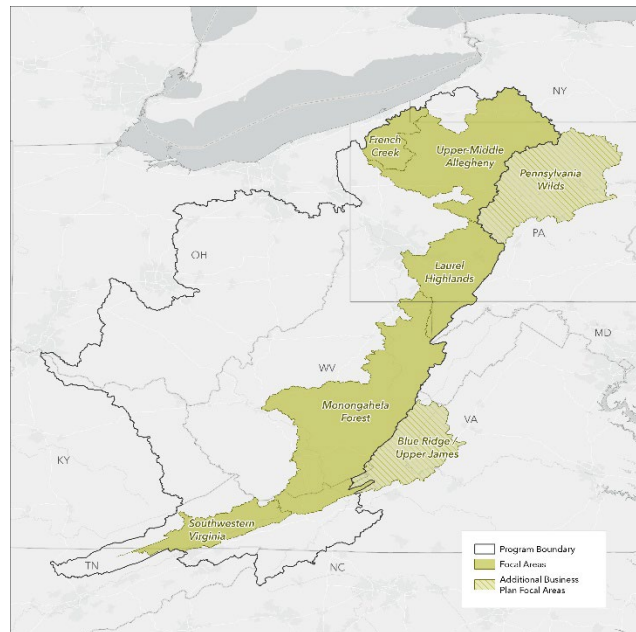 NY
French
Creek
Upper-Middle
Allegheny
Pennsylvania
Wilds
PA
OH
Laurel
Highlands
MD
WV
Monongahela
Forest
VA
Blue Ridge /
Upper James
KY
Southwestern
Virginia
TN
NC
Program Boundary
Focal Areas
Additional Business
Plan Focal Areas